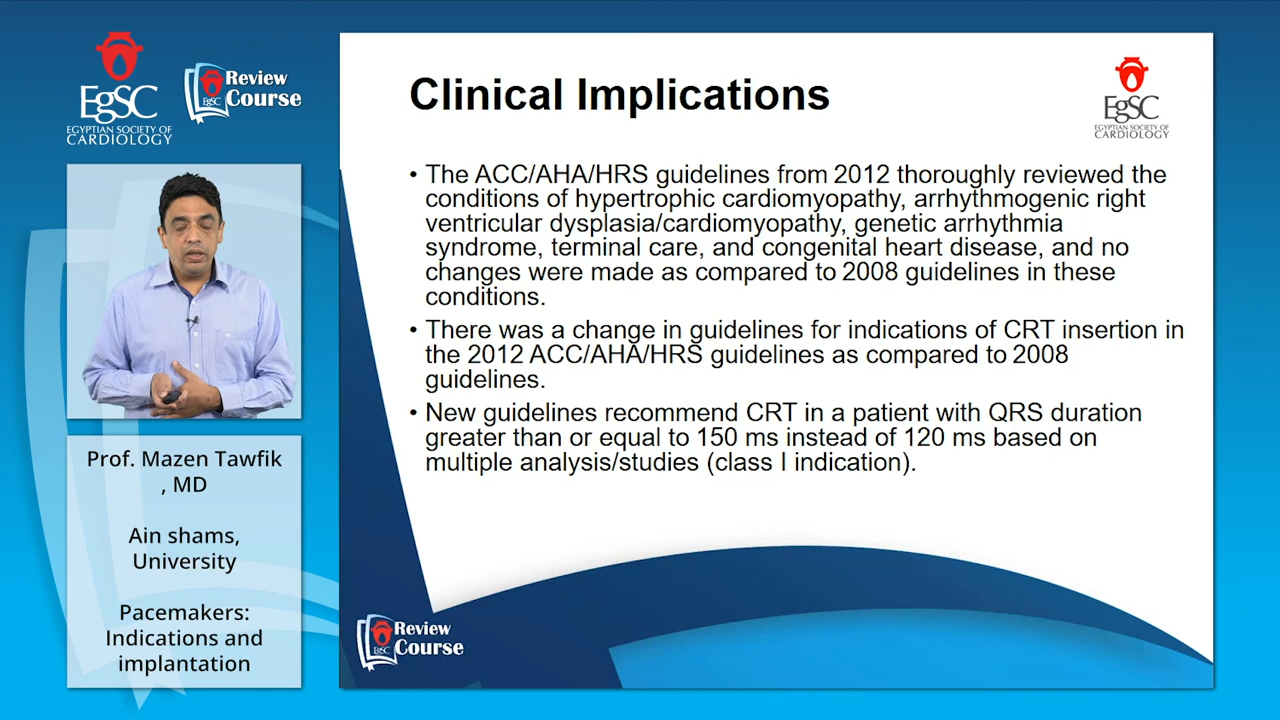 EgSC
EGYPTIAN SOCIETY OF
CARDIOLOGY
EgSC
Review
Course
Prof. Mazen Tawfik
, MD
Ain shams,
University
Pacemakers:
Indications and
implantation
Clinical Implications
EgSC
EGYPTIAN SOCIETY OF
CARDIOLOGY
• The ACC/AHA/HRS guidelines from 2012 thoroughly reviewed the
conditions of hypertrophic cardiomyopathy, arrhythmogenic right
ventricular dysplasia/cardiomyopathy, genetic arrhythmia
syndrome, terminal care, and congenital heart disease, and no
changes were made as compared to 2008 guidelines in these
conditions.
• There was a change in guidelines for indications of CRT insertion in
the 2012 ACC/AHA/HRS guidelines as compared to 2008
guidelines.
• New guidelines recommend CRT in a patient with QRS duration
greater than or equal to 150 ms instead of 120 ms based on
multiple analysis/studies (class I indication).
EgSC
Review
Course